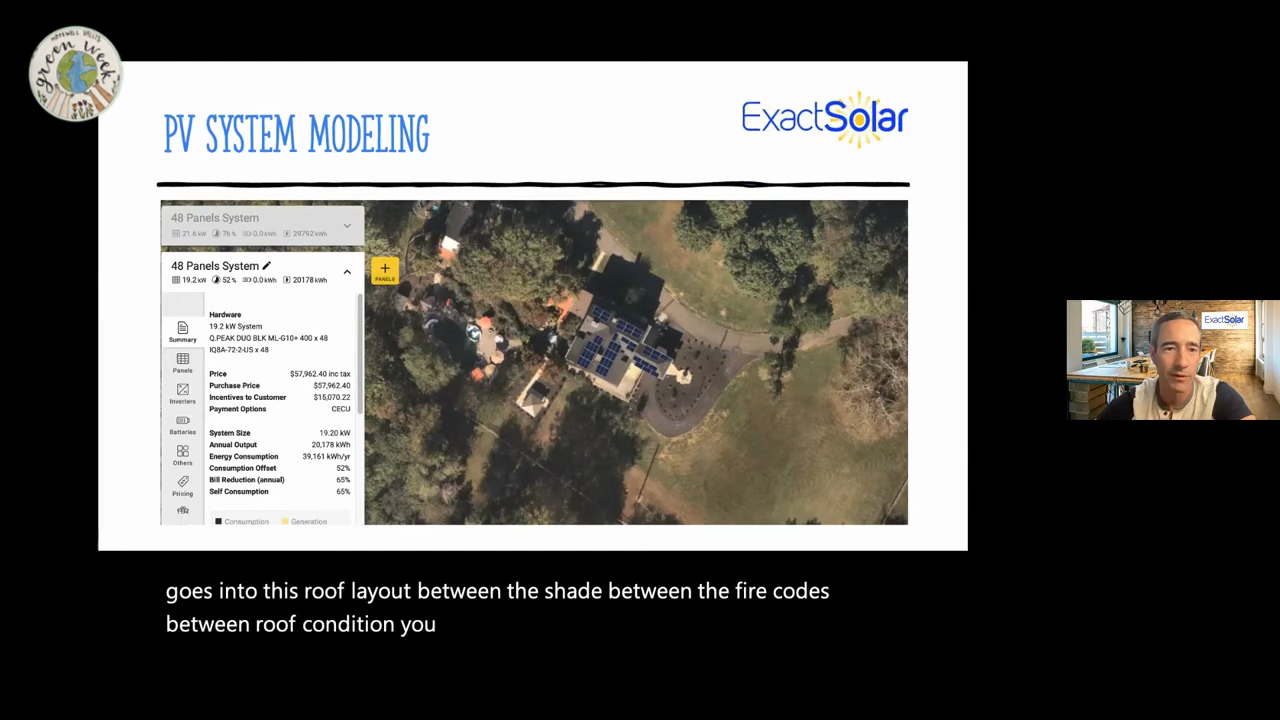 HOPEWELL VALLEY
green week
PV SYSTEM MODELING
ExactSolar
48 Panels System
21.6 kW 76 % 0.0 kWh 29792 kWh
48 Panels System
19.2 kW 52 % 0.0 kWh 20178 kWh
+
PANELS
Summary
Panels
Inverters
Batteries
Others
Pricing
Hardware
19.2 kW System
Q.PEAK DUO BLK ML-G10+ 400 x 48
IQ8A-72-2-US x 48
Price $57,962.40 inc tax
Purchase Price $57,962.40
Incentives to Customer $15,070.22
Payment Options CECU
System Size 19.20 kW
Annual Output 20,178 kWh
Energy Consumption 39,161 kWh/yr
Consumption Offset 52%
Bill Reduction (annual) 65%
Self Consumption 65%
Consumption Generation
ExactSolar
goes into this roof layout between the shade between the fire codes
between roof condition you